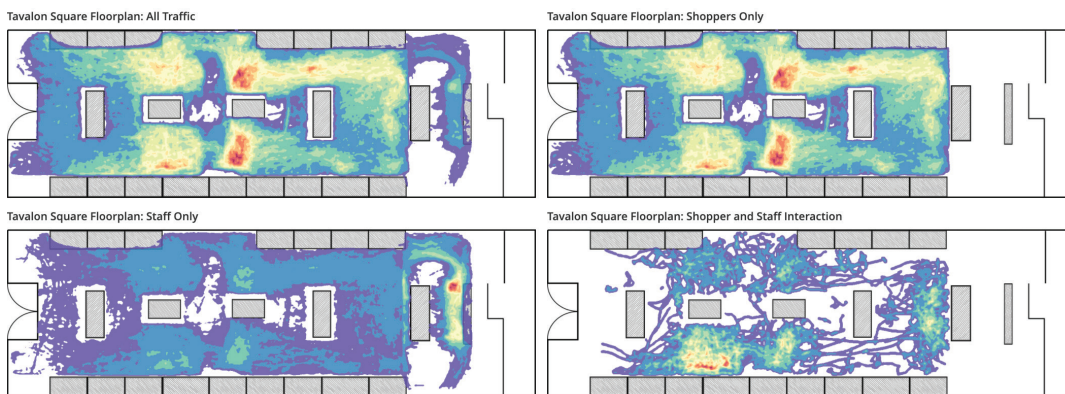 Tavalon Square Floorplan: All Traffic
Tavalon Square Floorplan: Shoppers Only
Tavalon Square Floorplan: Staff Only
Tavalon Square Floorplan: Shopper and Staff Interaction